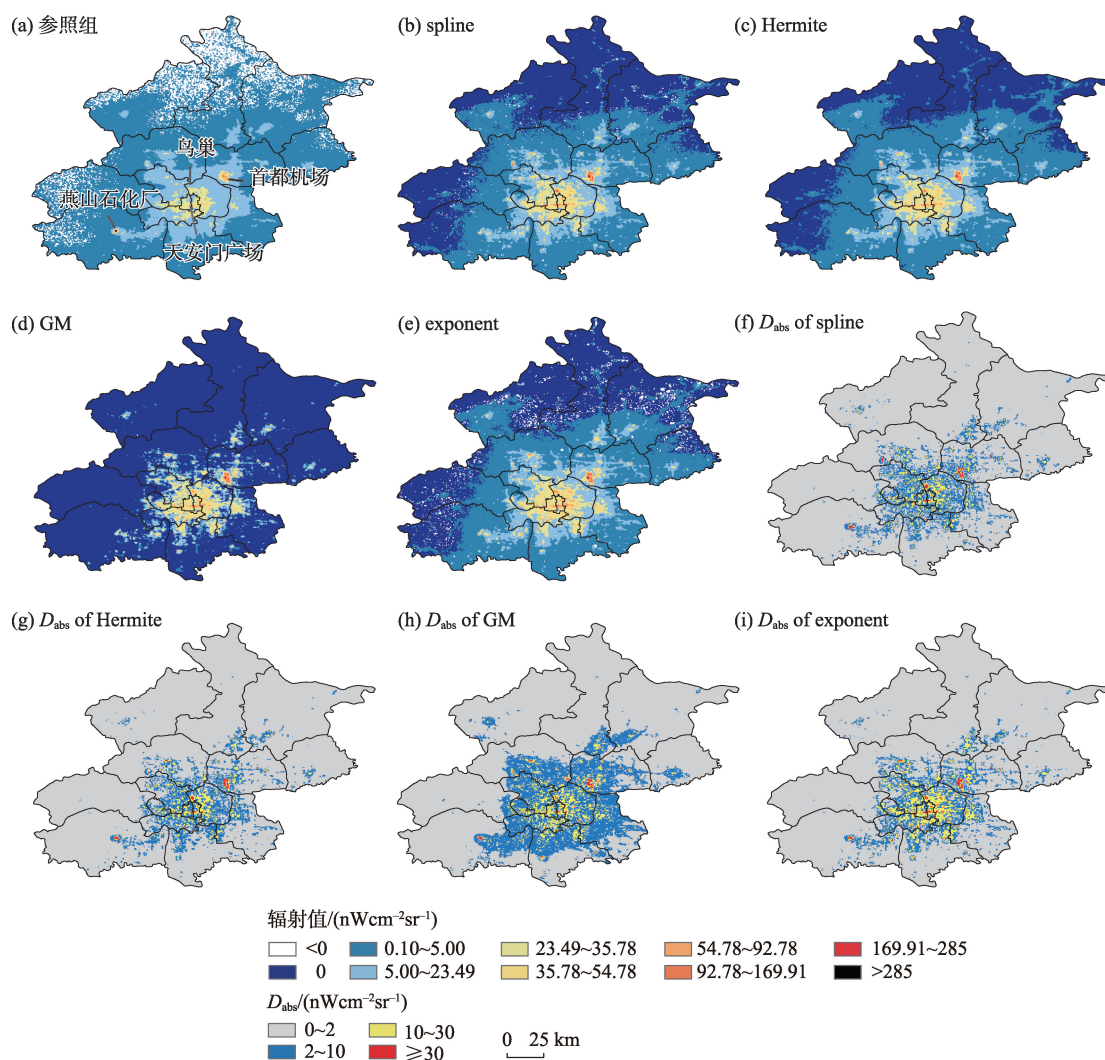 (a) 参照组
(b) spline
(c) Hermite
鸟巢
首都机场
燕山石化厂
天安门广场
(d) GM
(e) exponent
(f) Dabs of spline
(g) Dabs of Hermite
(h) Dabs of GM
(i) Dabs of exponent
辐射值/(nWcm⁻²sr⁻¹)
<0 0.10~5.00 23.49~35.78 54.78~92.78 169.91~285
0 5.00~23.49 35.78~54.78 92.78~169.91 >285
Dabs/(nWcm⁻²sr⁻¹)
0~2 10~30
2~10 ≥30
0 25 km